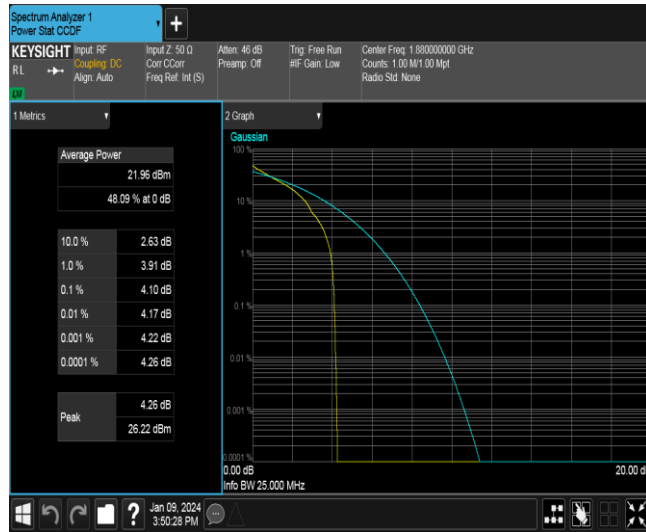 Spectrum Analyzer 1
Power Stat CCDF
+
KEYSIGHT Input: RF Input Z: 50 Ω Atten: 46 dB Trig: Free Run Center Freq: 1.880000000 GHz
RL Coupling: DC Corr CCorr Preamp: Off #IF Gain: Low Counts: 1.00 M/1.00 Mpt
Align: Auto Freq Ref: Int (S) Radio Std: None
LXI
1 Metrics 2 Graph
Average Power
21.96 dBm
48.09 % at 0 dB
10.0 % 2.63 dB
1.0 % 3.91 dB
0.1 % 4.10 dB
0.01 % 4.17 dB
0.001 % 4.22 dB
0.0001 % 4.26 dB
Peak 4.26 dB
26.22 dBm
Gaussian
100 %
10 %
1 %
0.1 %
0.01 %
0.001 %
0.0001 %
0.00 dB 20.00 d
Info BW 25.000 MHz
? Jan 09, 2024
3:50:28 PM